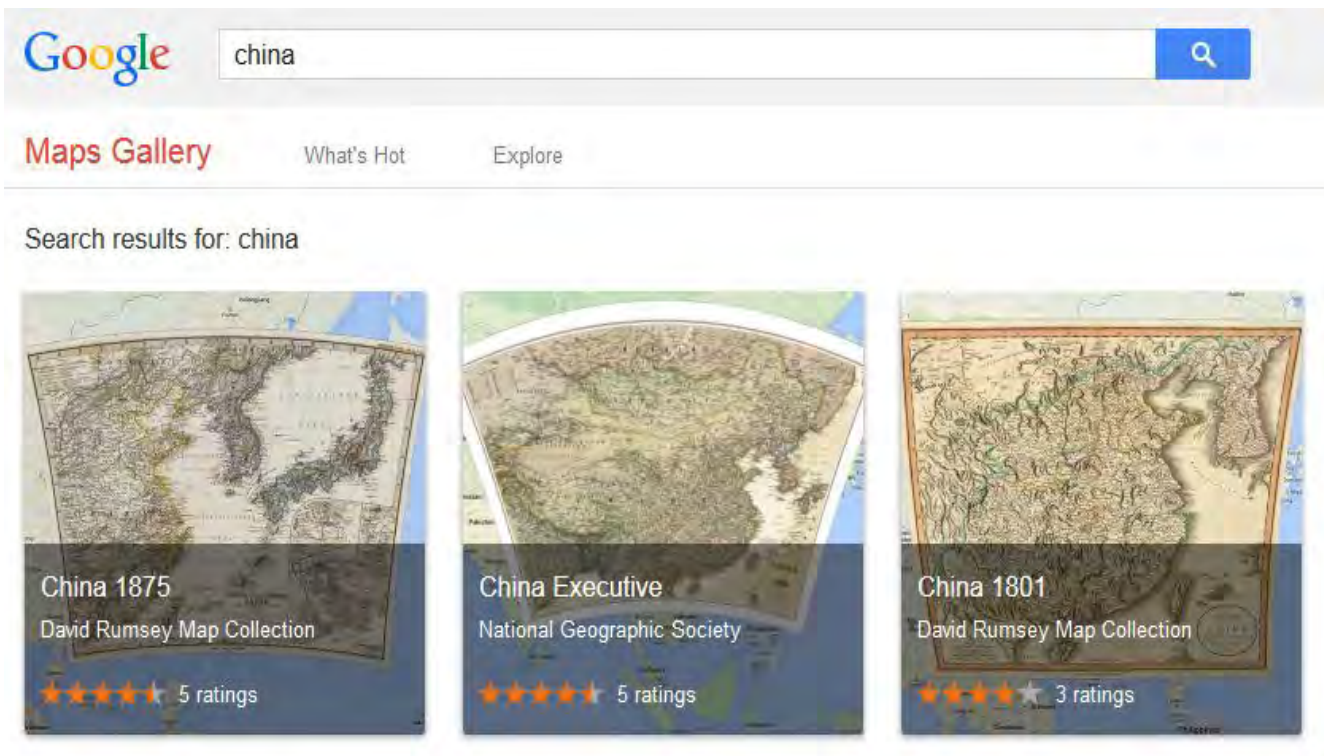 Google
china
Maps Gallery
What's Hot
Explore
Search results for: china
China 1875
David Rumsey Map Collection
5 ratings
China Executive
National Geographic Society
5 ratings
China 1801
David Rumsey Map Collection
3 ratings